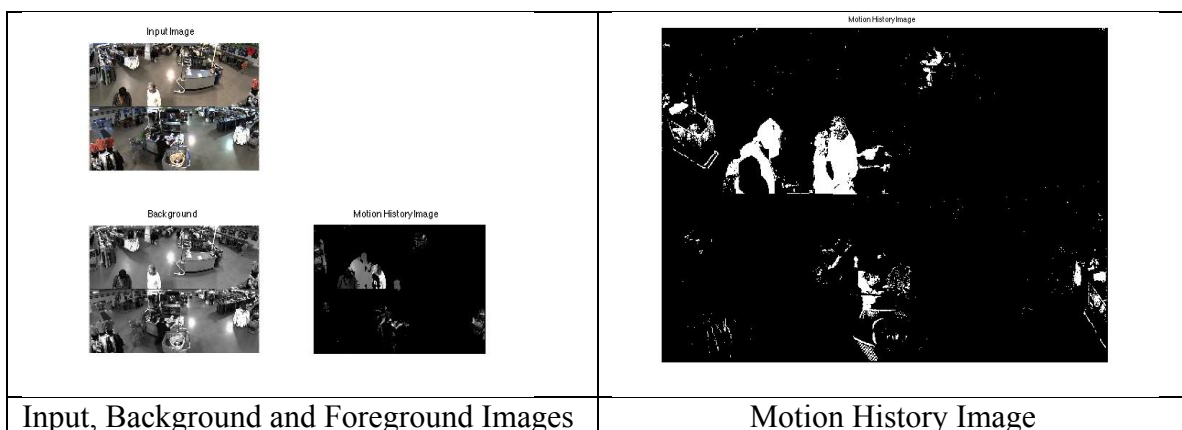 Input Image
Background
Motion History Image
Input, Background and Foreground Images
Motion History Image
Motion History Image